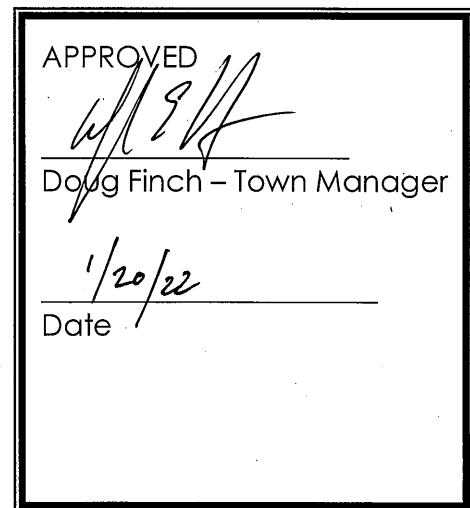 APPROVED
Doug Finch – Town Manager
1/20/22
Date